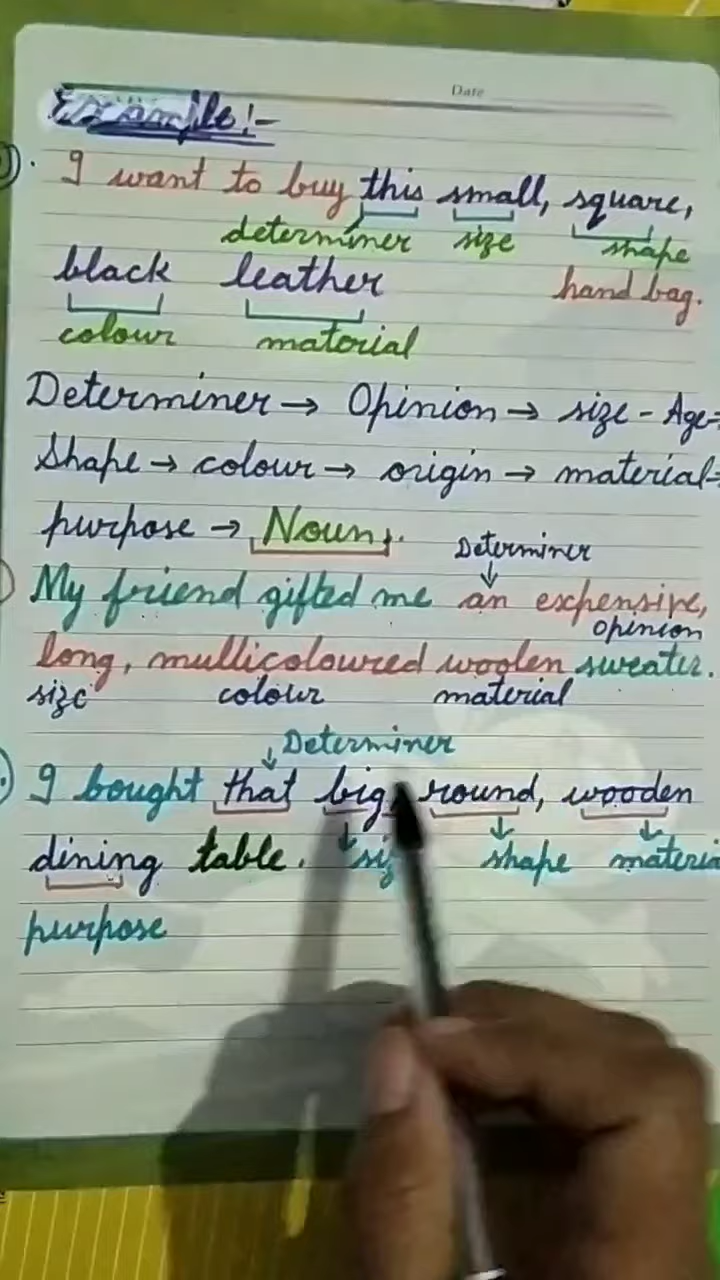 Date
Example:-
I want to buy this small, square,
determiner size shape
black leather hand bag.
colour material
Determiner → Opinion → size - Age
Shape → colour → origin → material
purpose → Noun.
Determiner
My friend gifted me an expensive,
opinion
long, mullicoloured woolen sweater.
size colour material
Determiner
I bought that big, round, wooden
dining table. shape
purpose